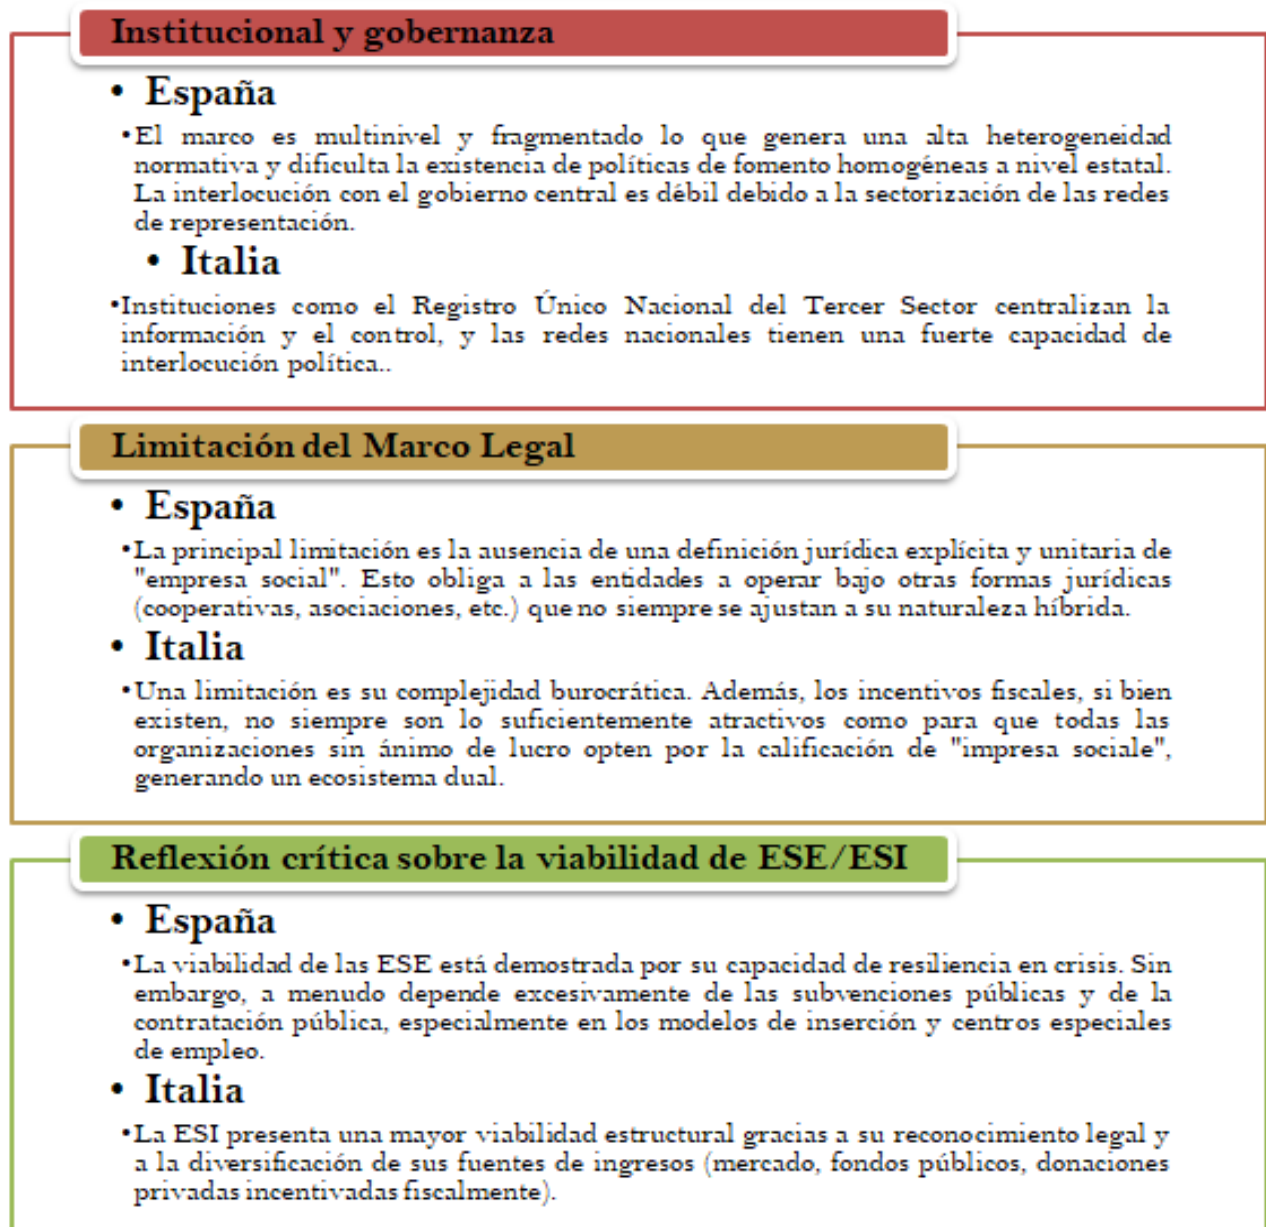 Institucional y gobernanza
• España
•El marco es multinivel y fragmentado lo que genera una alta heterogeneidad
normativa y dificulta la existencia de políticas de fomento homogéneas a nivel estatal.
La interlocución con el gobierno central es débil debido a la sectorización de las redes
de representación.
• Italia
•Instituciones como el Registro Único Nacional del Tercer Sector centralizan la
información y el control, y las redes nacionales tienen una fuerte capacidad de
interlocución política..
Limitación del Marco Legal
• España
•La principal limitación es la ausencia de una definición jurídica explícita y unitaria de
"empresa social". Esto obliga a las entidades a operar bajo otras formas jurídicas
(cooperativas, asociaciones, etc.) que no siempre se ajustan a su naturaleza híbrida.
• Italia
•Una limitación es su complejidad burocrática. Además, los incentivos fiscales, si bien
existen, no siempre son lo suficientemente atractivos como para que todas las
organizaciones sin ánimo de lucro opten por la calificación de "impresa sociale",
generando un ecosistema dual.
Reflexión crítica sobre la viabilidad de ESE/ESI
• España
•La viabilidad de las ESE está demostrada por su capacidad de resiliencia en crisis. Sin
embargo, a menudo depende excesivamente de las subvenciones públicas y de la
contratación pública, especialmente en los modelos de inserción y centros especiales
de empleo.
• Italia
•La ESI presenta una mayor viabilidad estructural gracias a su reconocimiento legal y
a la diversificación de sus fuentes de ingresos (mercado, fondos públicos, donaciones
privadas incentivadas fiscalmente).